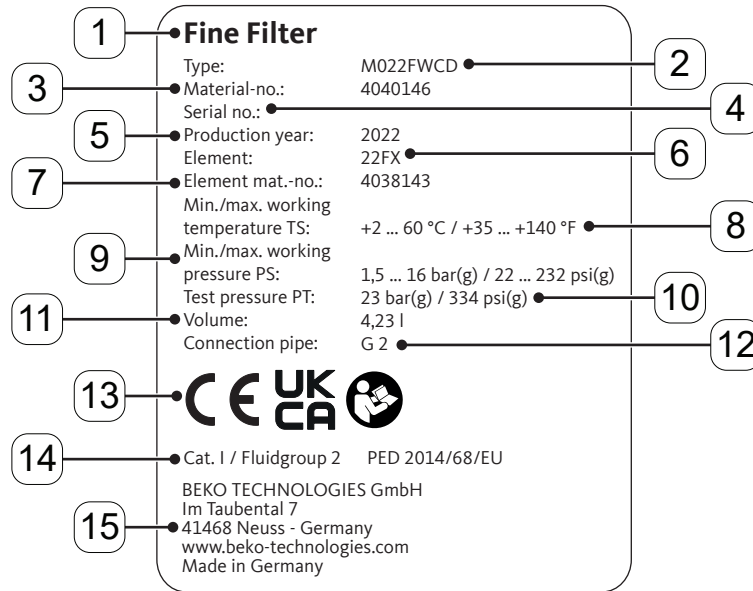 1 Fine Filter
Type: M022FWCD 2
3 Material-no.: 4040146
Serial no.: 4
5 Production year: 2022
Element: 22FX 6
7 Element mat.-no.: 4038143
Min./max. working
temperature TS: +2 ... 60 °C / +35 ... +140 °F 8
9 Min./max. working
pressure PS: 1,5 ... 16 bar(g) / 22 ... 232 psi(g)
Test pressure PT: 23 bar(g) / 334 psi(g) 10
11 Volume: 4,23 l
Connection pipe: G 2 12
13 CE UK
CA
14 Cat. I / Fluidgroup 2 PED 2014/68/EU
BEKO TECHNOLOGIES GmbH
Im Taubental 7
15 41468 Neuss - Germany
www.beko-technologies.com
Made in Germany